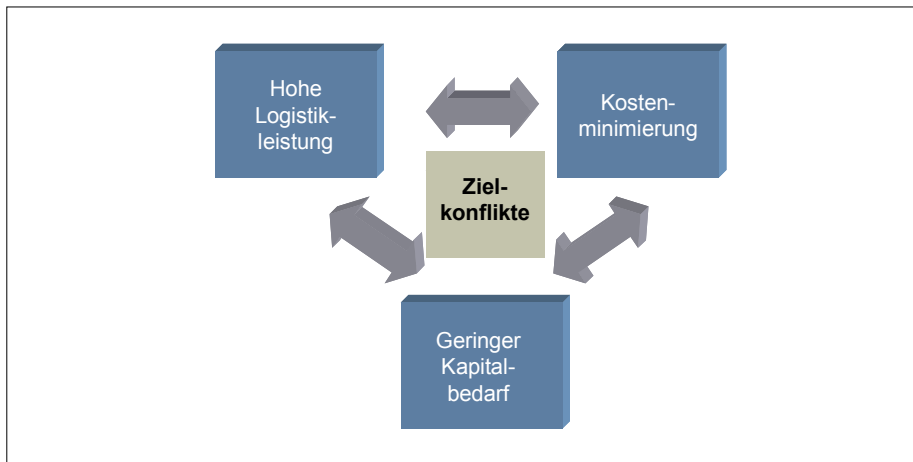 Hohe
Logistik-
leistung
Kosten-
minimierung
Ziel-
konflikte
Geringer
Kapital-
bedarf